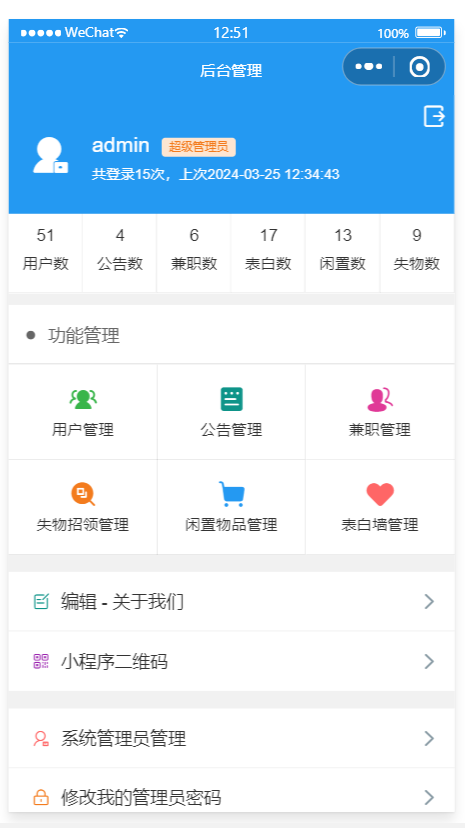 WeChat 12:51 100%
后台管理
admin 超级管理员
共登录15次，上次2024-03-25 12:34:43
51 4 6 17 13 9
用户数 公告数 兼职数 表白数 闲置数 失物数
功能管理
用户管理 公告管理 兼职管理
失物招领管理 闲置物品管理 表白墙管理
编辑 - 关于我们
小程序二维码
系统管理员管理
修改我的管理员密码